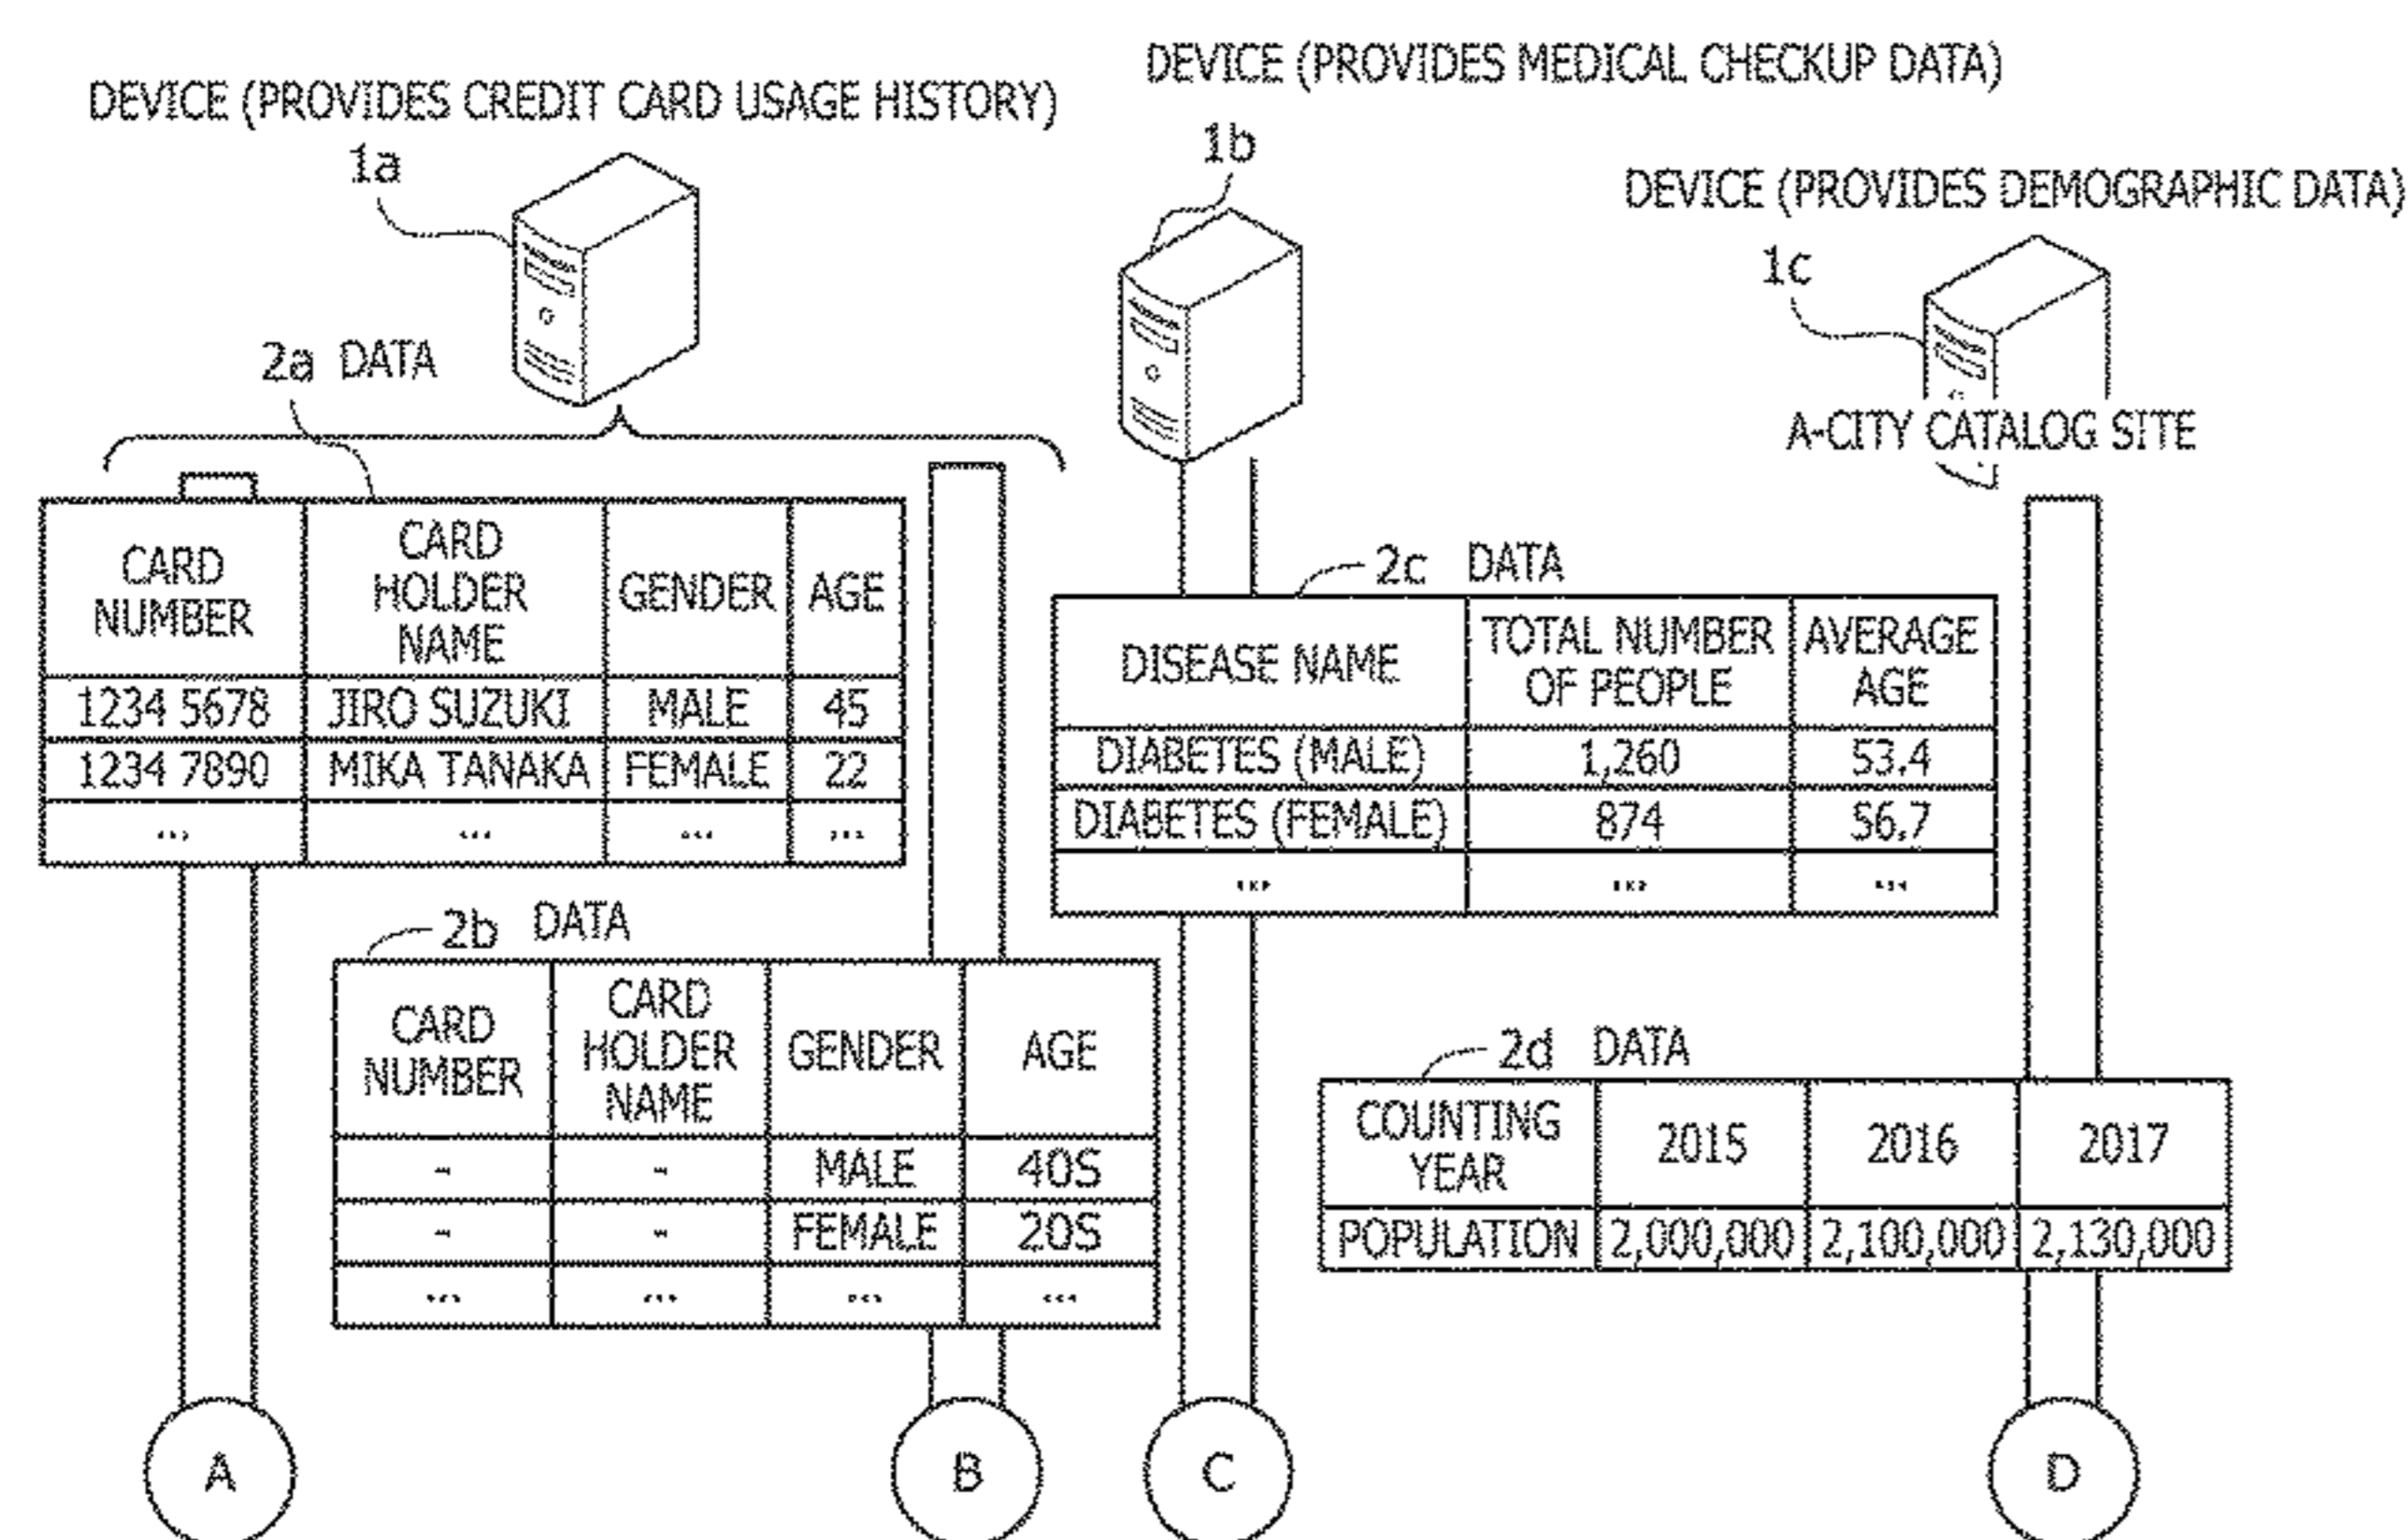 DEVICE (PROVIDES CREDIT CARD USAGE HISTORY)
1a
DEVICE (PROVIDES MEDICAL CHECKUP DATA)
1b
DEVICE (PROVIDES DEMOGRAPHIC DATA)
1c
A-CITY CATALOG SITE
2a DATA
CARD NUMBER CARD HOLDER NAME GENDER AGE
1234 5678 JIRO SUZUKI MALE 45
1234 7890 MIKA TANAKA FEMALE 22
... ... ... ...
2b DATA
CARD NUMBER CARD HOLDER NAME GENDER AGE
- - MALE 40S
- - FEMALE 20S
... ... ... ...
2c DATA
DISEASE NAME TOTAL NUMBER OF PEOPLE AVERAGE AGE
DIABETES (MALE) 1,260 53.4
DIABETES (FEMALE) 874 56.7
... ... ...
2d DATA
COUNTING YEAR 2015 2016 2017
POPULATION 2,000,000 2,100,000 2,130,000
A B C D